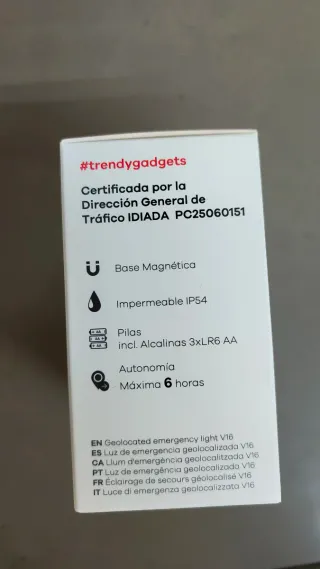 #trendygadgets
Certificada por la
Dirección General de
Tráfico IDIADA PC25060151
Base Magnética
Impermeable IP54
AA
AA
AA
Pilas
incl. Alcalinas 3xLR6 AA
Autonomía
Máxima 6 horas
EN Geolocated emergency light V16
ES Luz de emergencia geolocalizada V16
CA Llum d'emergència geolocalitzada V16
PT Luz de emergência geolocalizada V16
FR Éclairage de secours géolocalisé V16
IT Luce di emergenza geolocalizzata V16